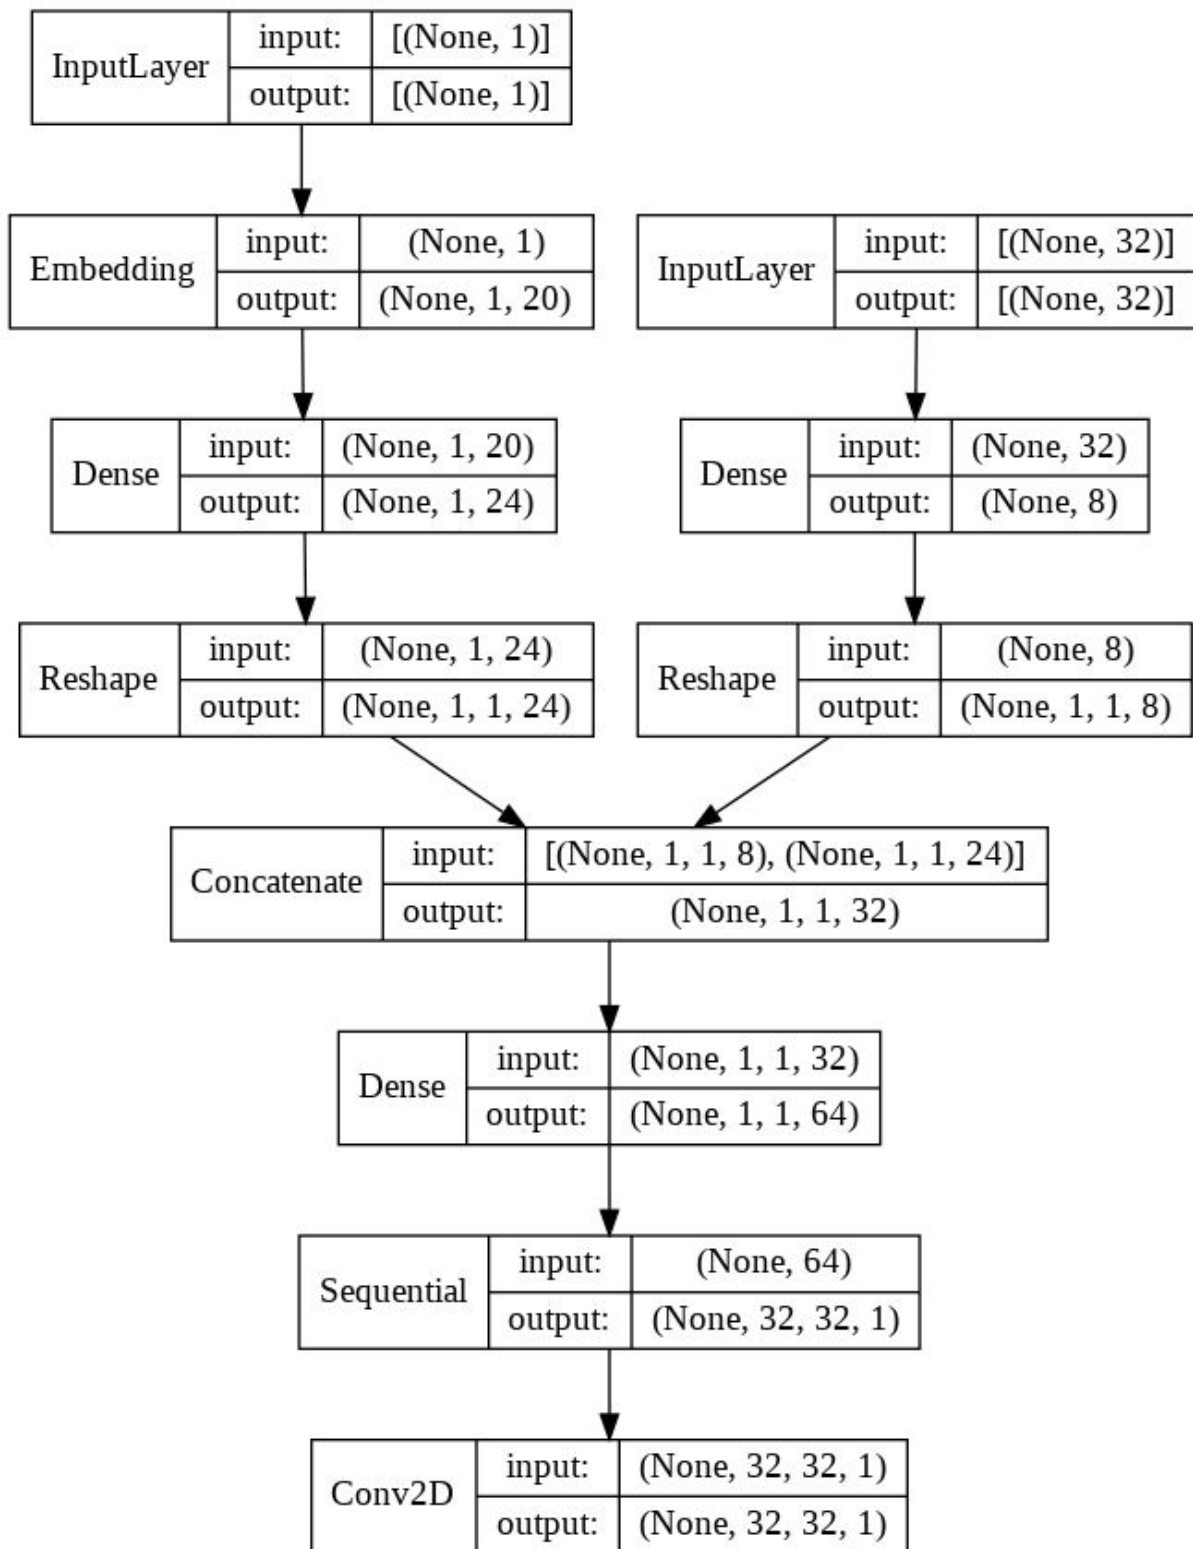 InputLayer input: [(None, 1)]
output: [(None, 1)]
Embedding input: (None, 1)
output: (None, 1, 20)
InputLayer input: [(None, 32)]
output: [(None, 32)]
Dense input: (None, 1, 20)
output: (None, 1, 24)
Dense input: (None, 32)
output: (None, 8)
Reshape input: (None, 1, 24)
output: (None, 1, 1, 24)
Reshape input: (None, 8)
output: (None, 1, 1, 8)
Concatenate input: [(None, 1, 1, 8), (None, 1, 1, 24)]
output: (None, 1, 1, 32)
Dense input: (None, 1, 1, 32)
output: (None, 1, 1, 64)
Sequential input: (None, 64)
output: (None, 32, 32, 1)
Conv2D input: (None, 32, 32, 1)
output: (None, 32, 32, 1)